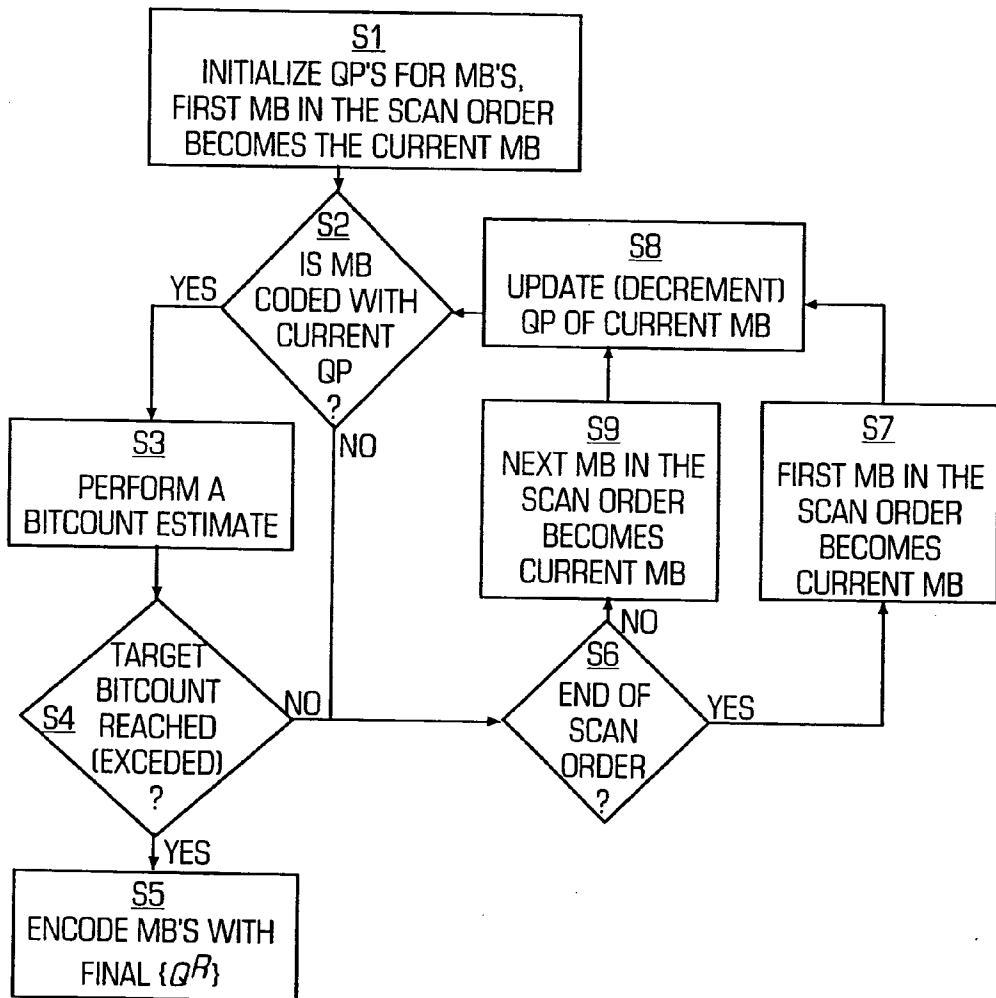 S1
INITIALIZE QP'S FOR MB'S,
FIRST MB IN THE SCAN ORDER
BECOMES THE CURRENT MB
S2
IS MB
CODED WITH
CURRENT
QP
?
YES
NO
S8
UPDATE (DECREMENT)
QP OF CURRENT MB
S3
PERFORM A
BITCOUNT ESTIMATE
S9
NEXT MB IN THE
SCAN ORDER
BECOMES
CURRENT MB
S7
FIRST MB IN THE
SCAN ORDER
BECOMES
CURRENT MB
S4
TARGET
BITCOUNT
REACHED
(EXCEDED)
?
NO
YES
S6
END OF
SCAN
ORDER
?
NO
YES
S5
ENCODE MB'S WITH
FINAL {Q^R}